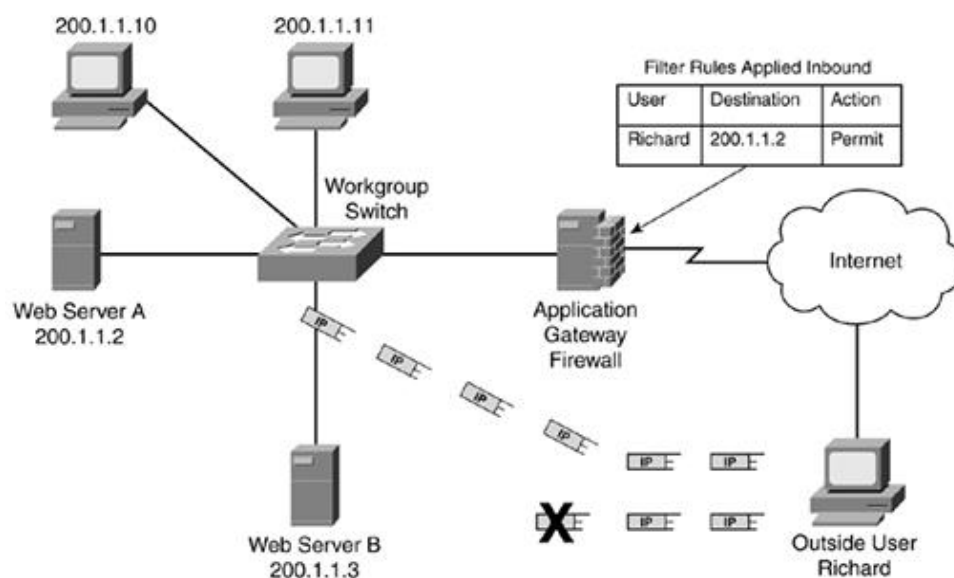 200.1.1.10
200.1.1.11
Filter Rules Applied Inbound
User Destination Action
Richard 200.1.1.2 Permit
Workgroup
Switch
Internet
Web Server A
200.1.1.2
Application
Gateway
Firewall
IP
IP
IP
IP
IP
IP
IP
IP
Web Server B
200.1.1.3
Outside User
Richard